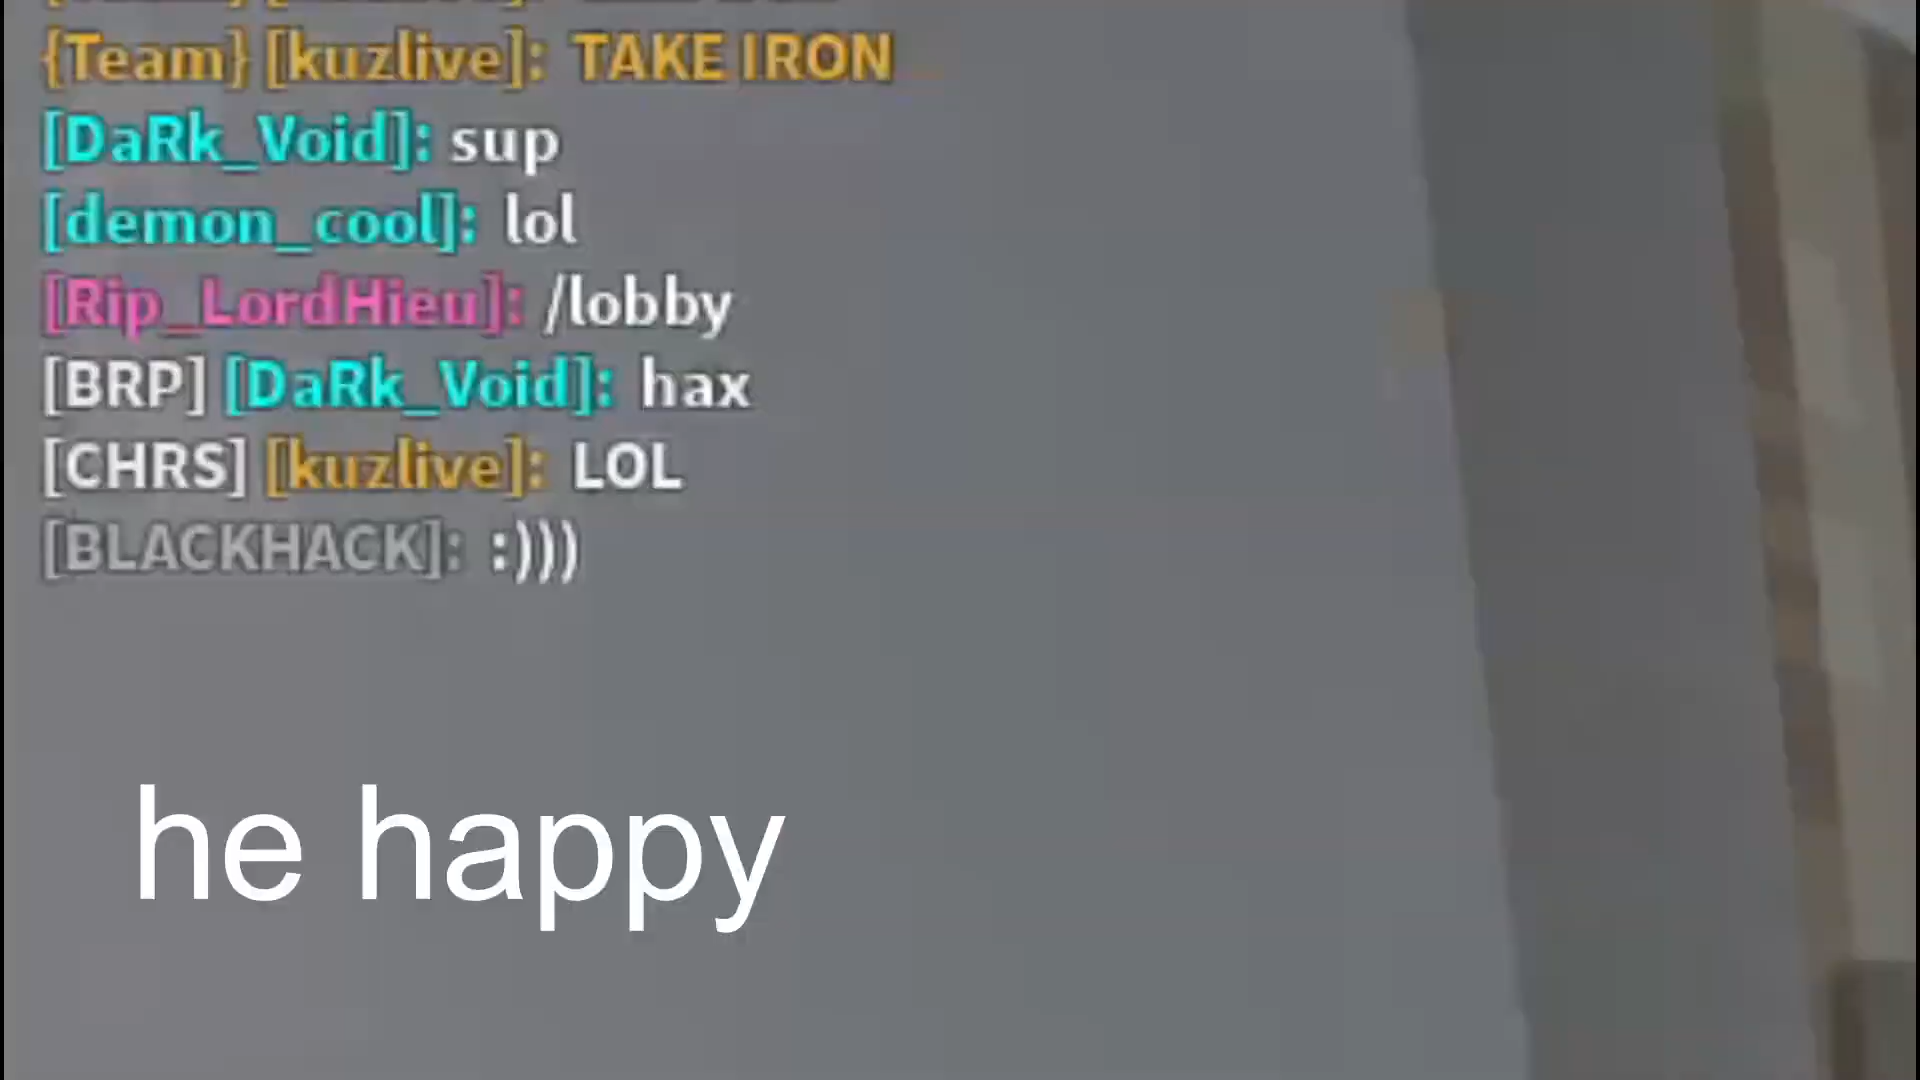 {Team} [kuzlive]: TAKE IRON
[DaRk_Void]: sup
[demon_cool]: lol
[Rip_LordHieu]: /lobby
[BRP] [DaRk_Void]: hax
[CHRS] [kuzlive]: LOL
[BLACKHACK]: :)))
he happy